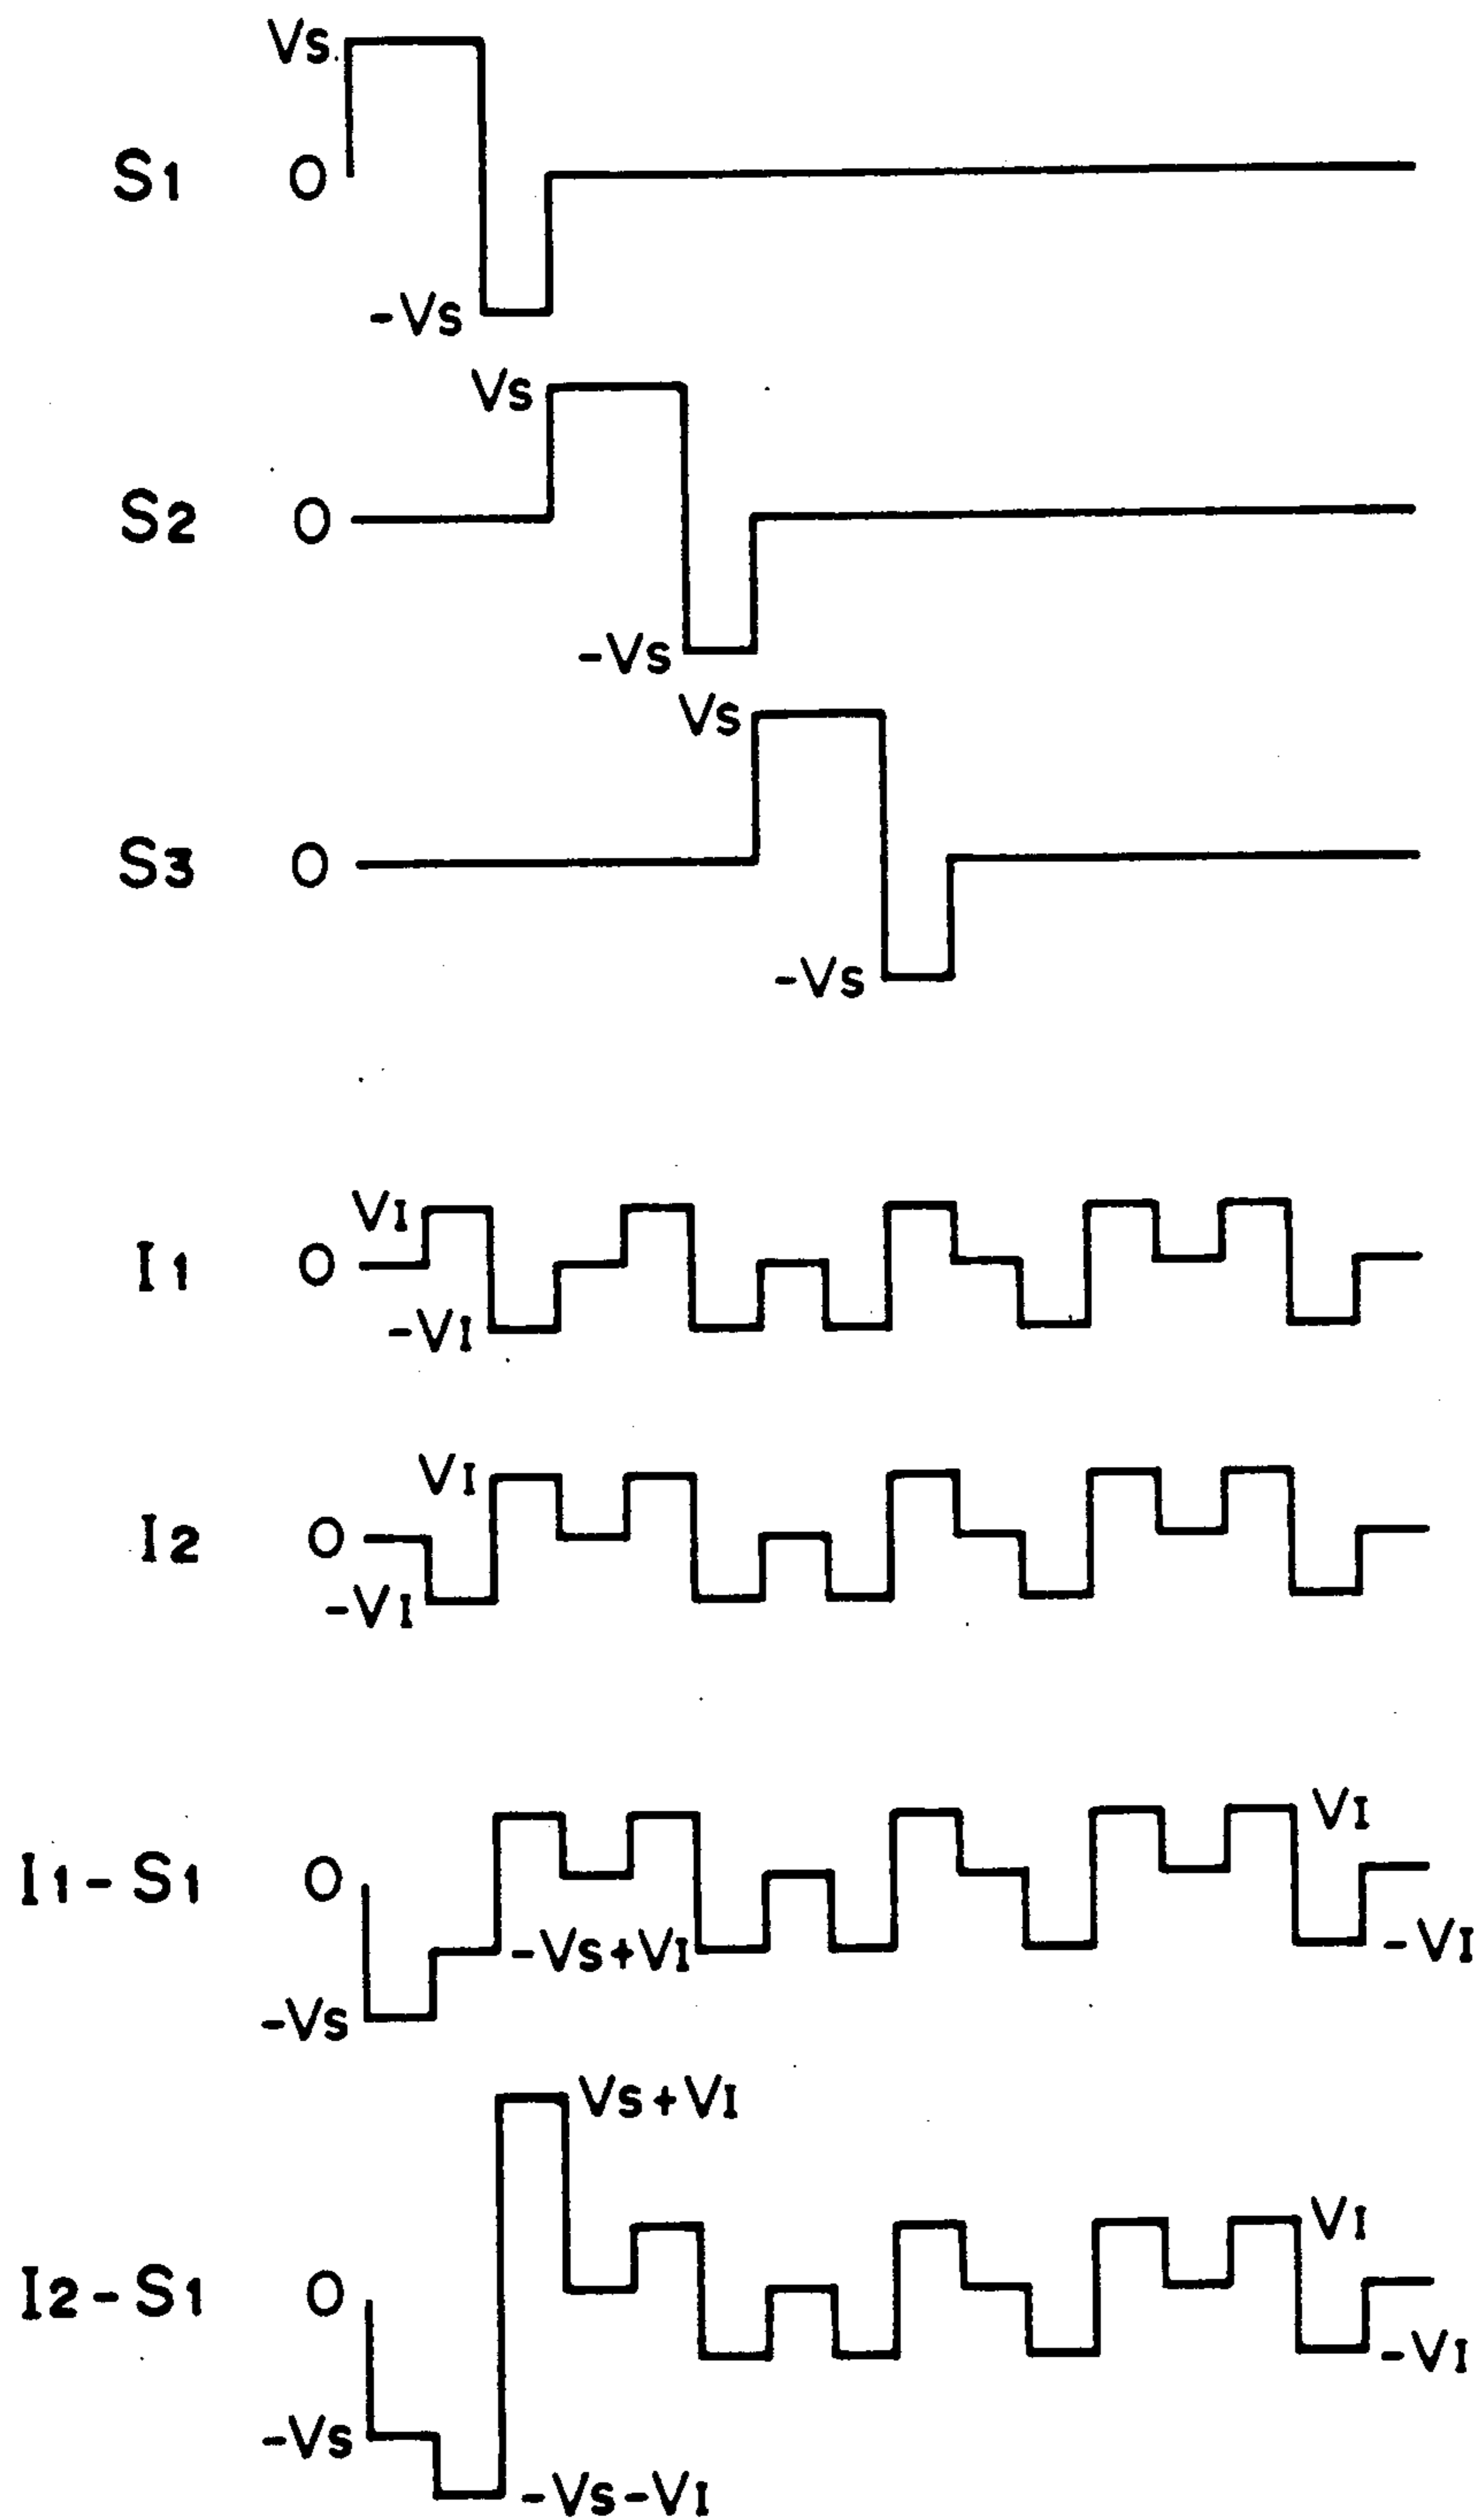 Vs
S1 0
-Vs
Vs
S2 0
-Vs
Vs
S3 0
-Vs
VI
I1 0
-VI
VI
I2 0
-VI
VI
I1-S1 0
-Vs+VI
-VI
-Vs
Vs+VI
VI
I2-S1 0
-VI
-Vs
-Vs-VI